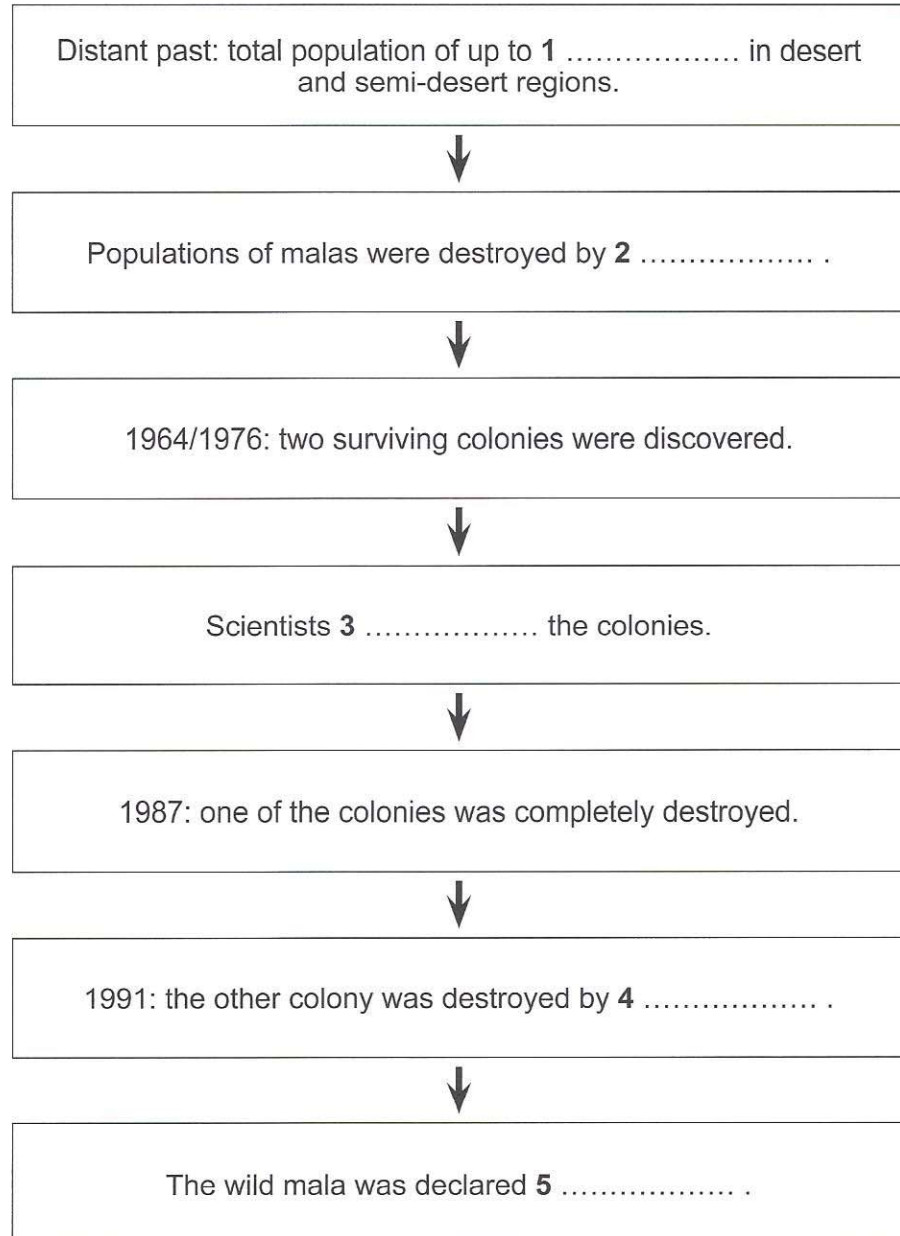 Distant past: total population of up to 1 .................. in desert
and semi-desert regions.
Populations of malas were destroyed by 2 .................. .
1964/1976: two surviving colonies were discovered.
Scientists 3 .................. the colonies.
1987: one of the colonies was completely destroyed.
1991: the other colony was destroyed by 4 .................. .
The wild mala was declared 5 .................. .